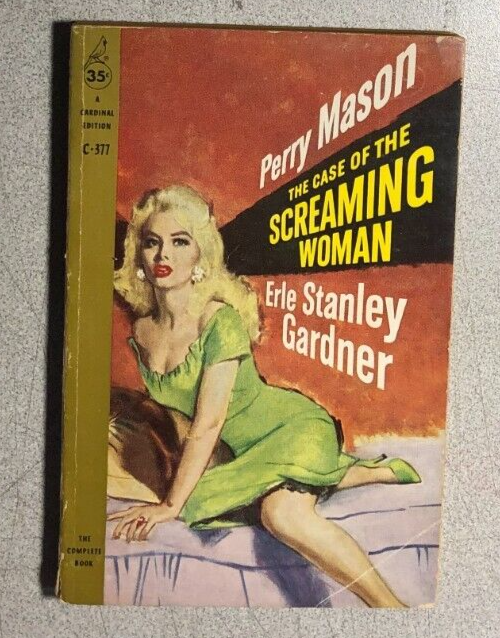 35¢
A
CARDINAL
EDITION
C-377
Perry Mason
THE CASE OF THE
SCREAMING
WOMAN
Erle Stanley
Gardner
THE
COMPLETE
BOOK